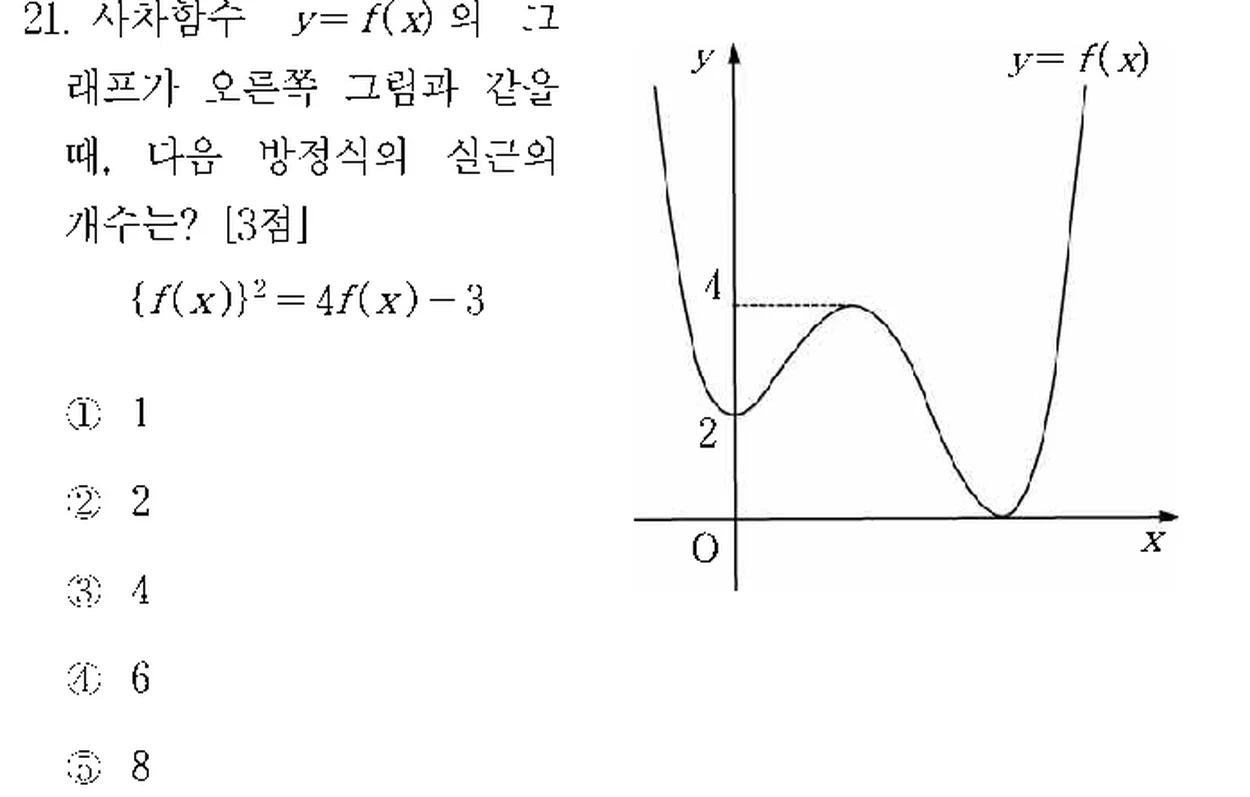 21. 사차함수 y= f(x)의 그
래프가 오른쪽 그림과 같을
때, 다음 방정식의 실근의
개수는? [3점]
{f(x)}² = 4f(x) − 3
① 1
② 2
③ 4
④ 6
⑤ 8
y
y= f(x)
4
2
O
x